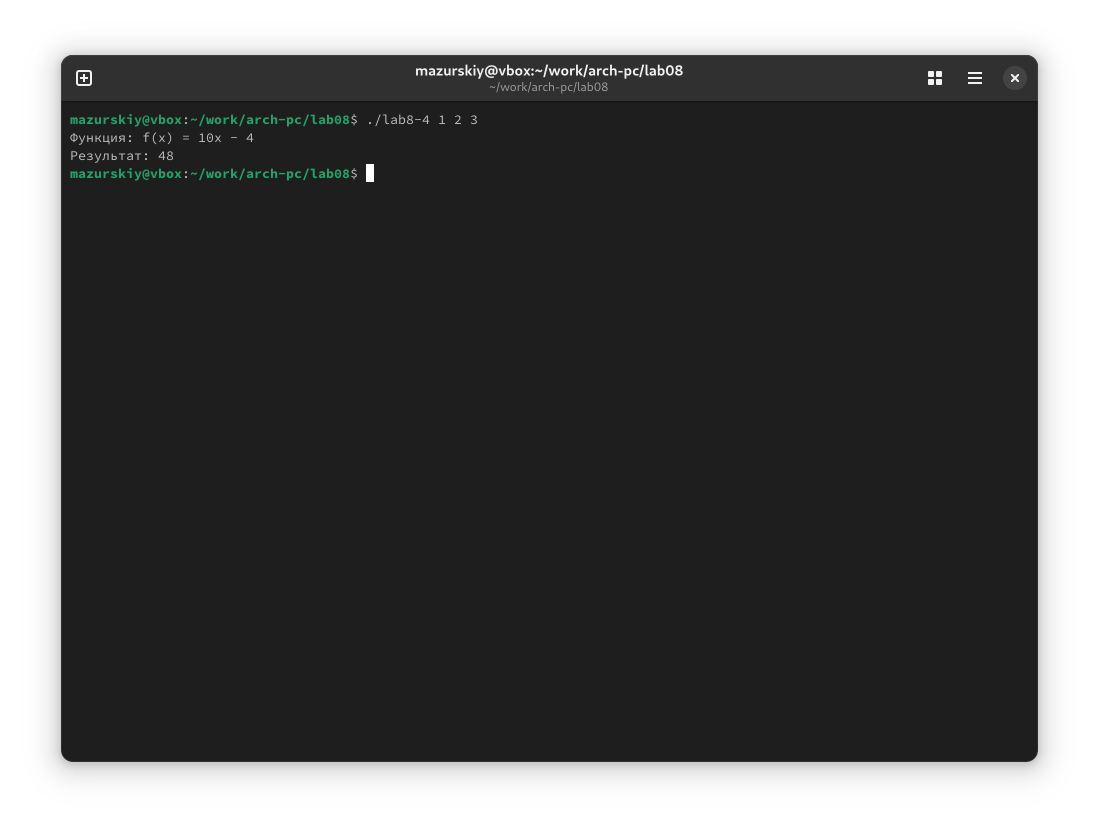 mazurskiy@vbox:~/work/arch-pc/lab08
~/work/arch-pc/lab08
mazurskiy@vbox:~/work/arch-pc/lab08$ ./lab8-4 1 2 3
Функция: f(x) = 10x - 4
Результат: 48
mazurskiy@vbox:~/work/arch-pc/lab08$